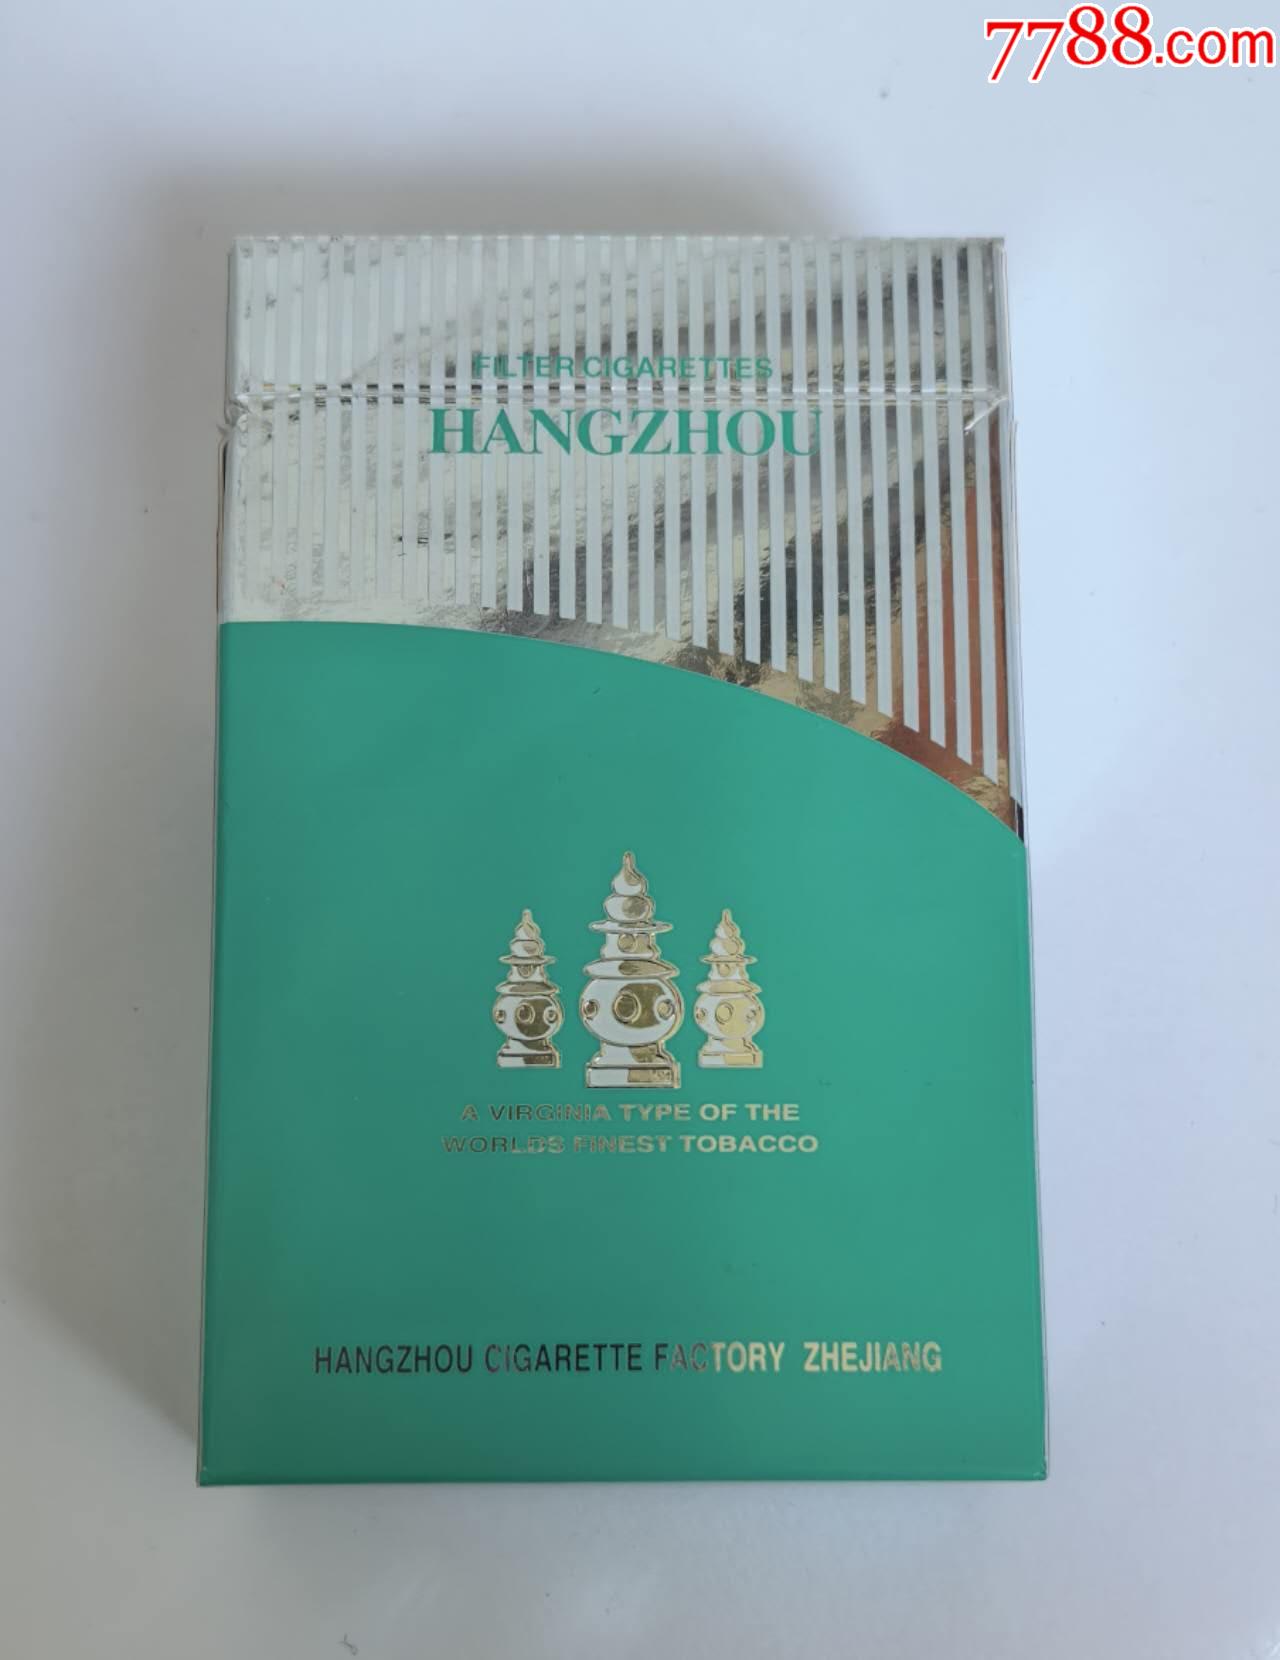 7788.com
FILTER CIGARETTES
HANGZHOU
A VIRGINIA TYPE OF THE
WORLDS FINEST TOBACCO
HANGZHOU CIGARETTE FACTORY ZHEJIANG